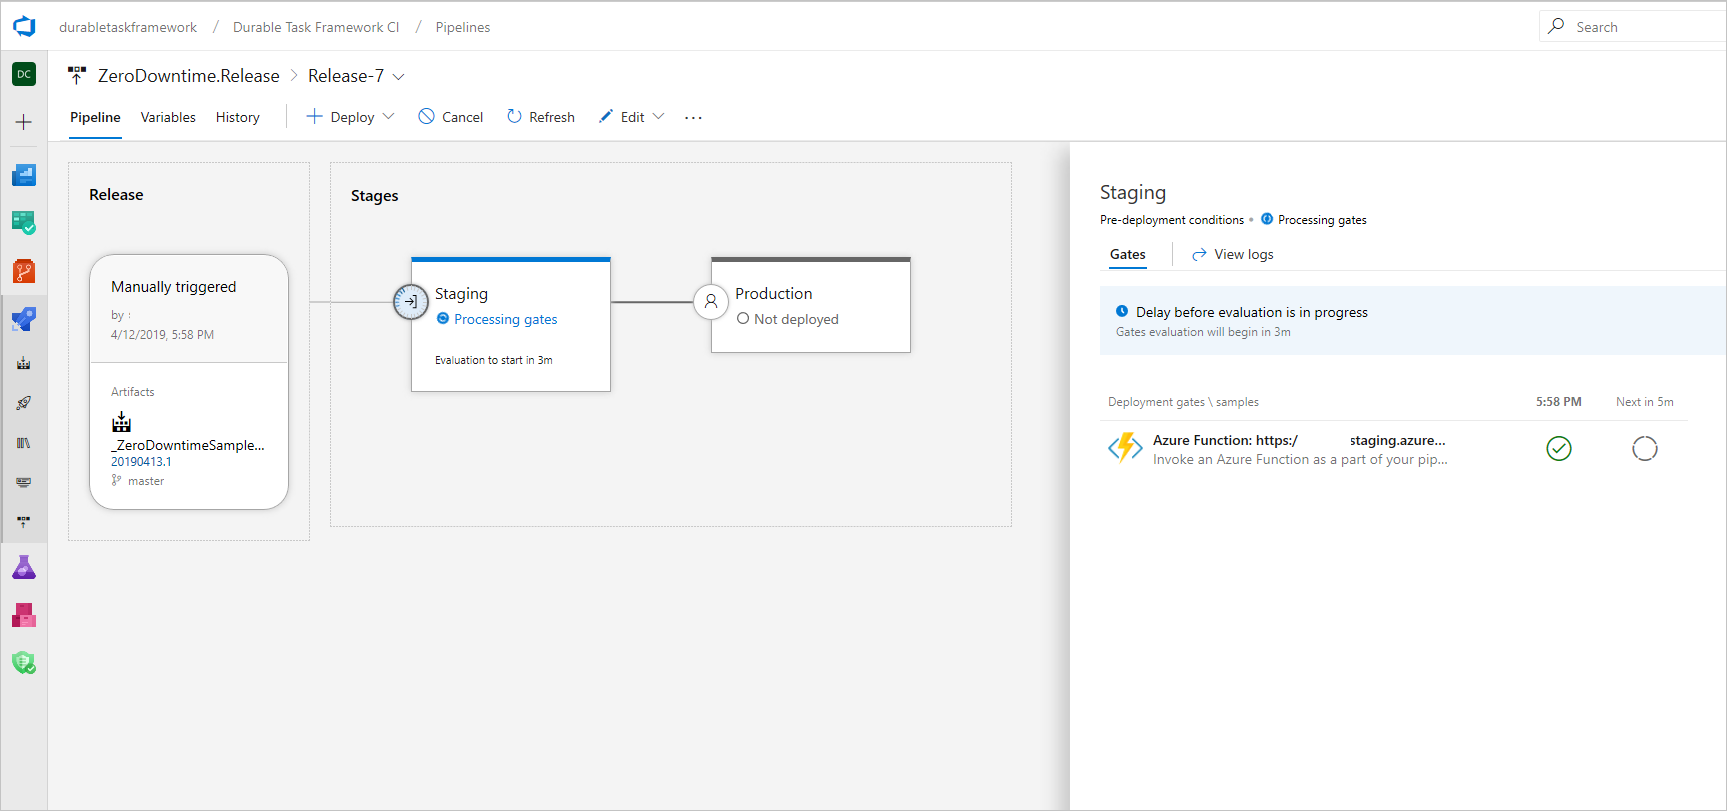 durabletaskframework / Durable Task Framework CI / Pipelines
Search
DC
ZeroDowntime.Release > Release-7
Pipeline Variables History Deploy Cancel Refresh Edit ...
Release
Manually triggered
by :
4/12/2019, 5:58 PM
Artifacts
_ZeroDowntimeSample...
20190413.1
master
Stages
Staging
Processing gates
Evaluation to start in 3m
Production
Not deployed
Staging
Pre-deployment conditions • Processing gates
Gates View logs
Delay before evaluation is in progress
Gates evaluation will begin in 3m
Deployment gates \ samples 5:58 PM Next in 5m
Azure Function: https:/ staging.azure...
Invoke an Azure Function as a part of your pip...